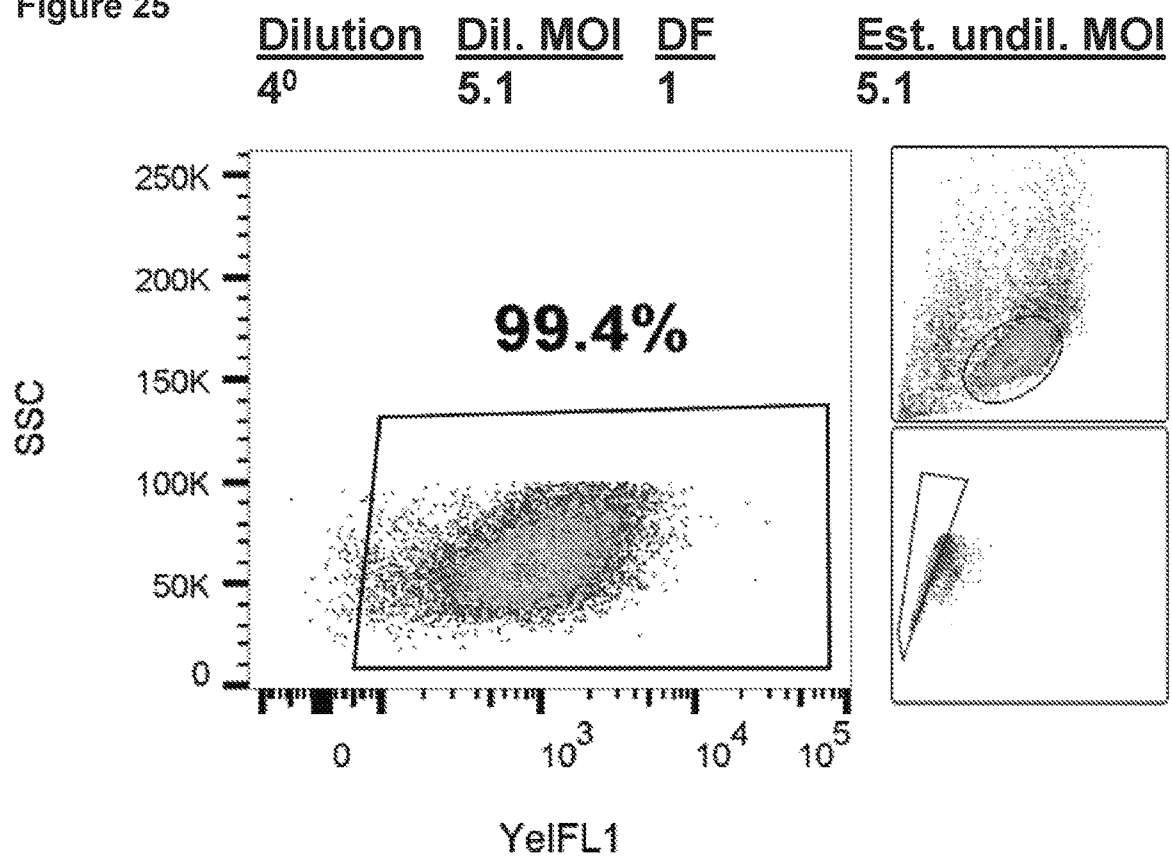 Figure 25
Dilution Dil. MOI DF Est. undil. MOI
4⁰ 5.1 1 5.1
250K
200K
99.4%
150K
SSC
100K
50K
0
0 10³ 10⁴ 10⁵
YelFL1